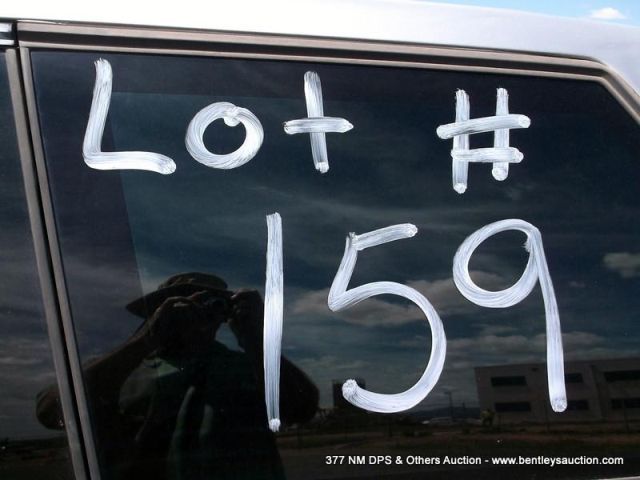 Lot #
159
377 NM DPS & Others Auction - www.bentleysauction.com